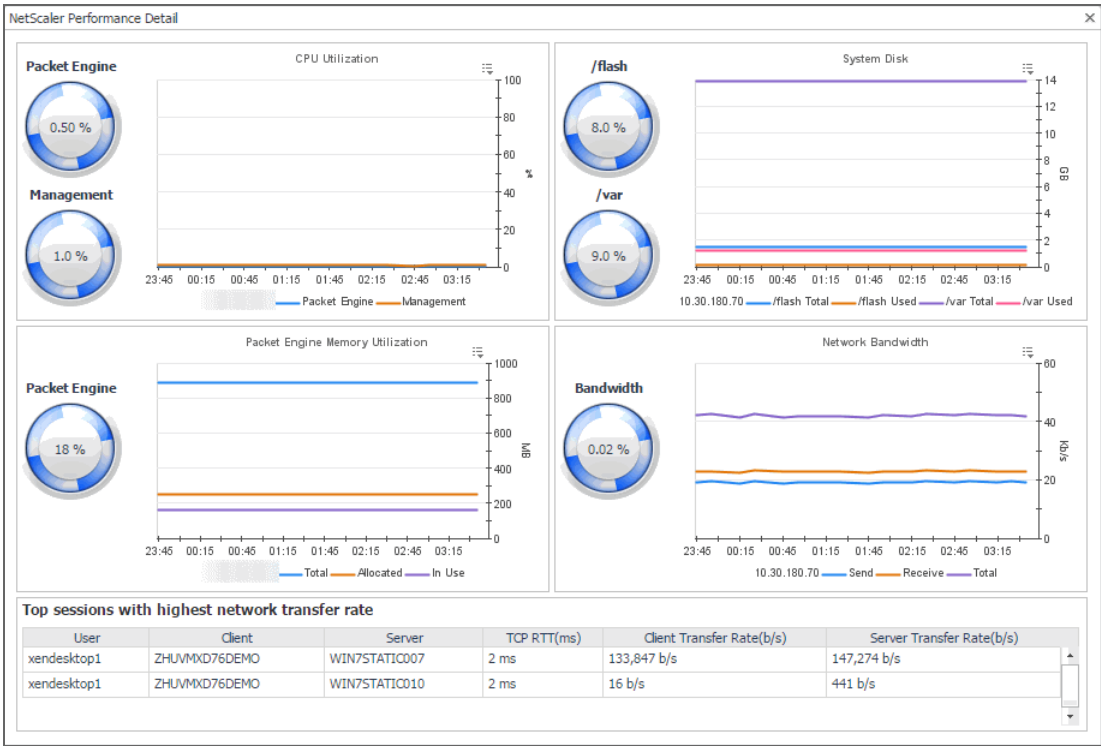 NetScaler Performance Detail
Packet Engine
0.50 %
Management
1.0 %
CPU Utilization
100
80
60
40
20
0
%
23:45 00:15 00:45 01:15 01:45 02:15 02:45 03:15
Packet Engine Management
/flash
8.0 %
/var
9.0 %
System Disk
14
12
10
8
6
4
2
0
GB
23:45 00:15 00:45 01:15 01:45 02:15 02:45 03:15
10.30.180.70 /flash Total /flash Used /var Total /var Used
Packet Engine
18 %
Packet Engine Memory Utilization
1000
800
600
400
200
0
MB
23:45 00:15 00:45 01:15 01:45 02:15 02:45 03:15
Total Allocated In Use
Bandwidth
0.02 %
Network Bandwidth
60
40
20
0
Kb/s
23:45 00:15 00:45 01:15 01:45 02:15 02:45 03:15
10.30.180.70 Send Receive Total
Top sessions with highest network transfer rate
User Client Server TCP RTT(ms) Client Transfer Rate(b/s) Server Transfer Rate(b/s)
xendesktop1 ZHUVMXD76DEMO WIN7STATIC007 2 ms 133,847 b/s 147,274 b/s
xendesktop1 ZHUVMXD76DEMO WIN7STATIC010 2 ms 16 b/s 441 b/s